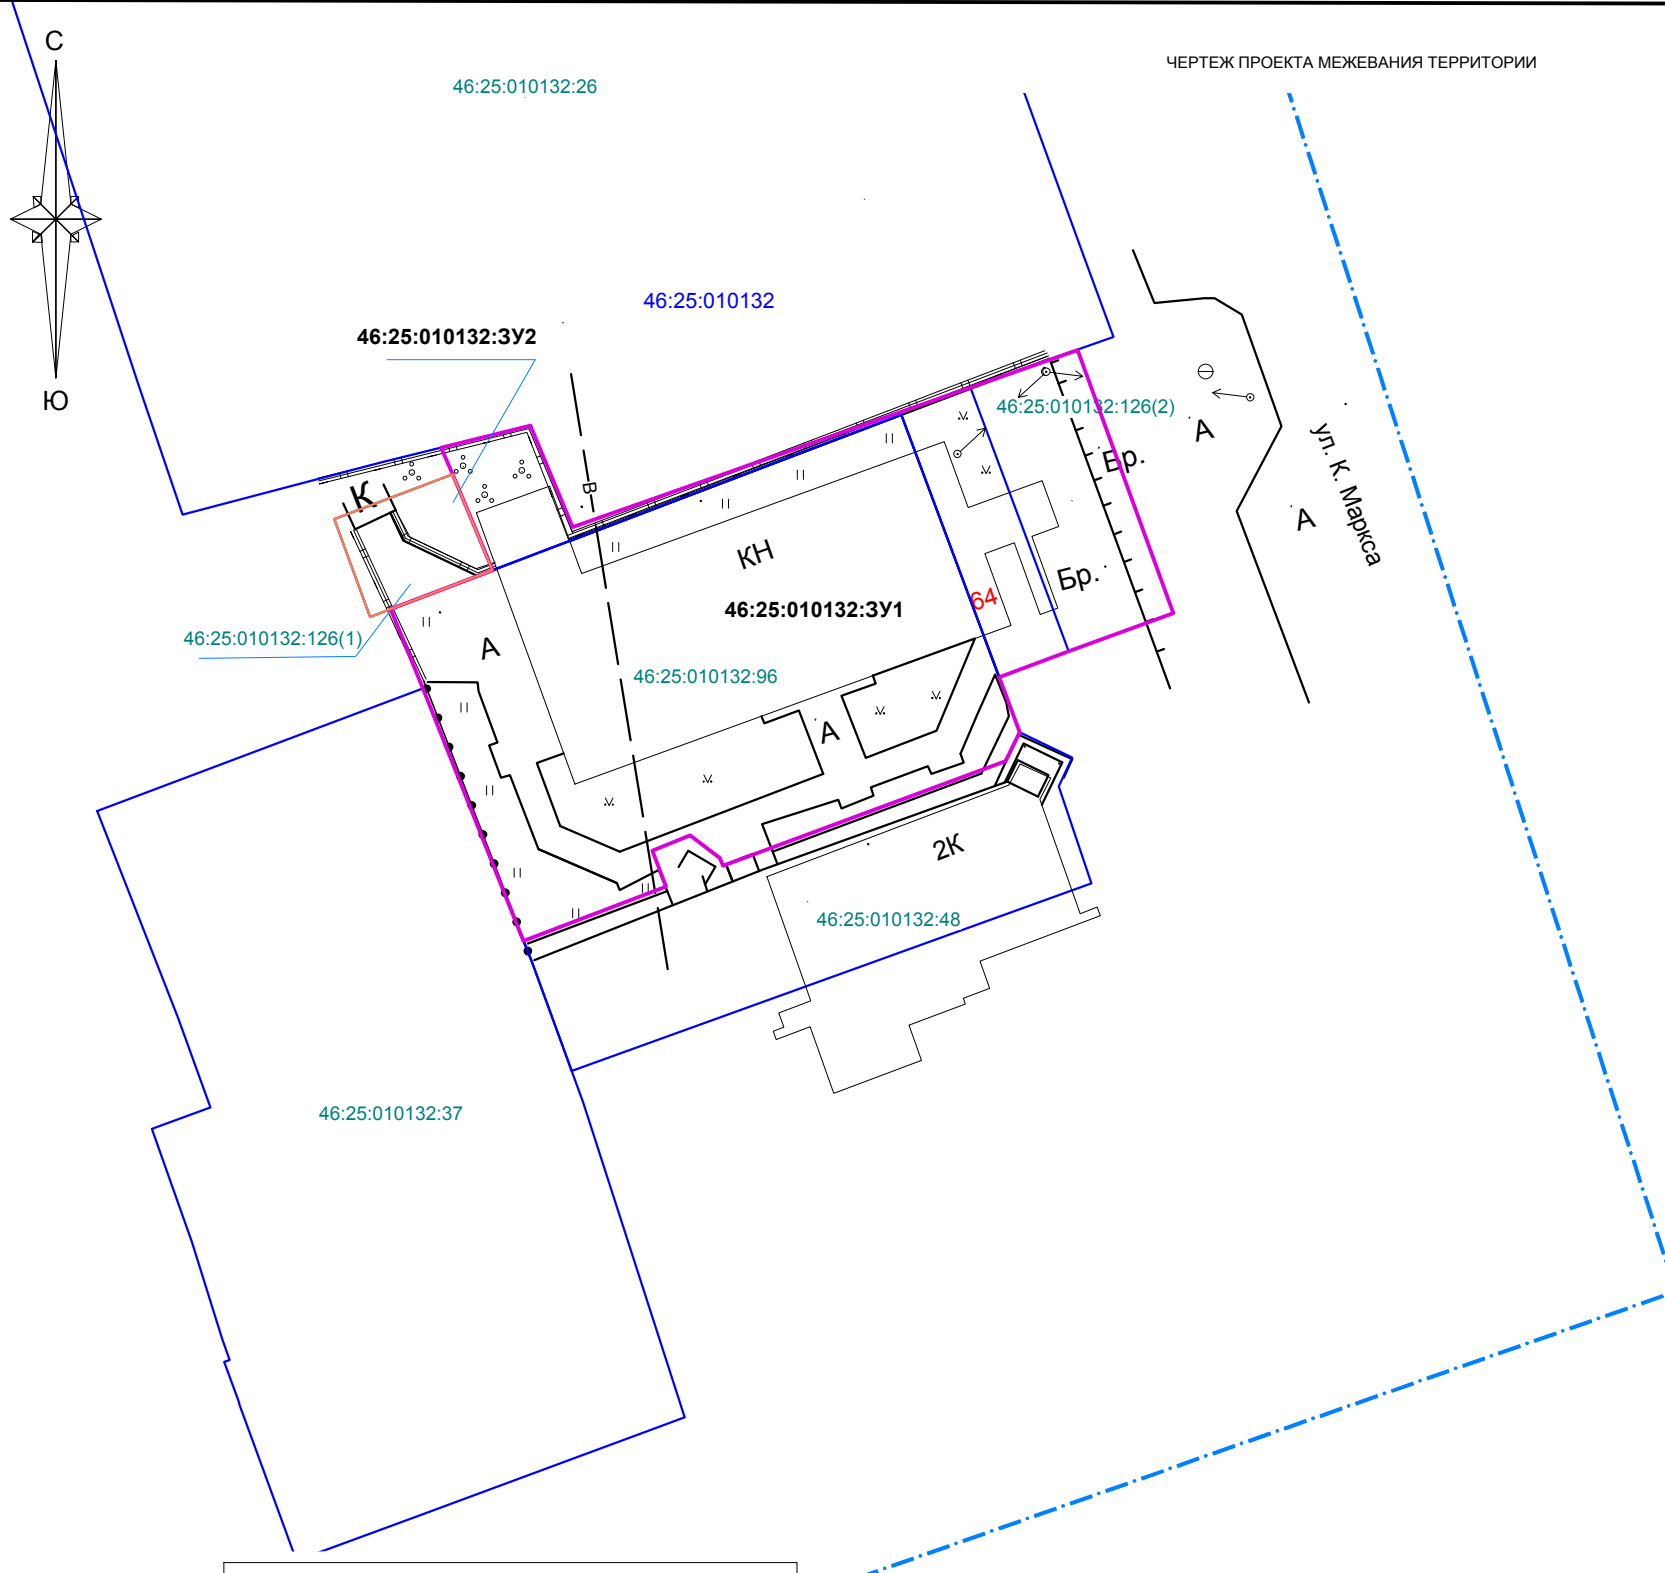 С
ЧЕРТЕЖ ПРОЕКТА МЕЖЕВАНИЯ ТЕРРИТОРИИ
46:25:010132:26
46:25:010132
46:25:010132:ЗУ2
Ю
46:25:010132:126(2)
А
ул. К. Маркса
Бр.
К
В
А
КН
Бр.
64
46:25:010132:ЗУ1
46:25:010132:126(1)
А
46:25:010132:96
А
2К
46:25:010132:48
46:25:010132:37